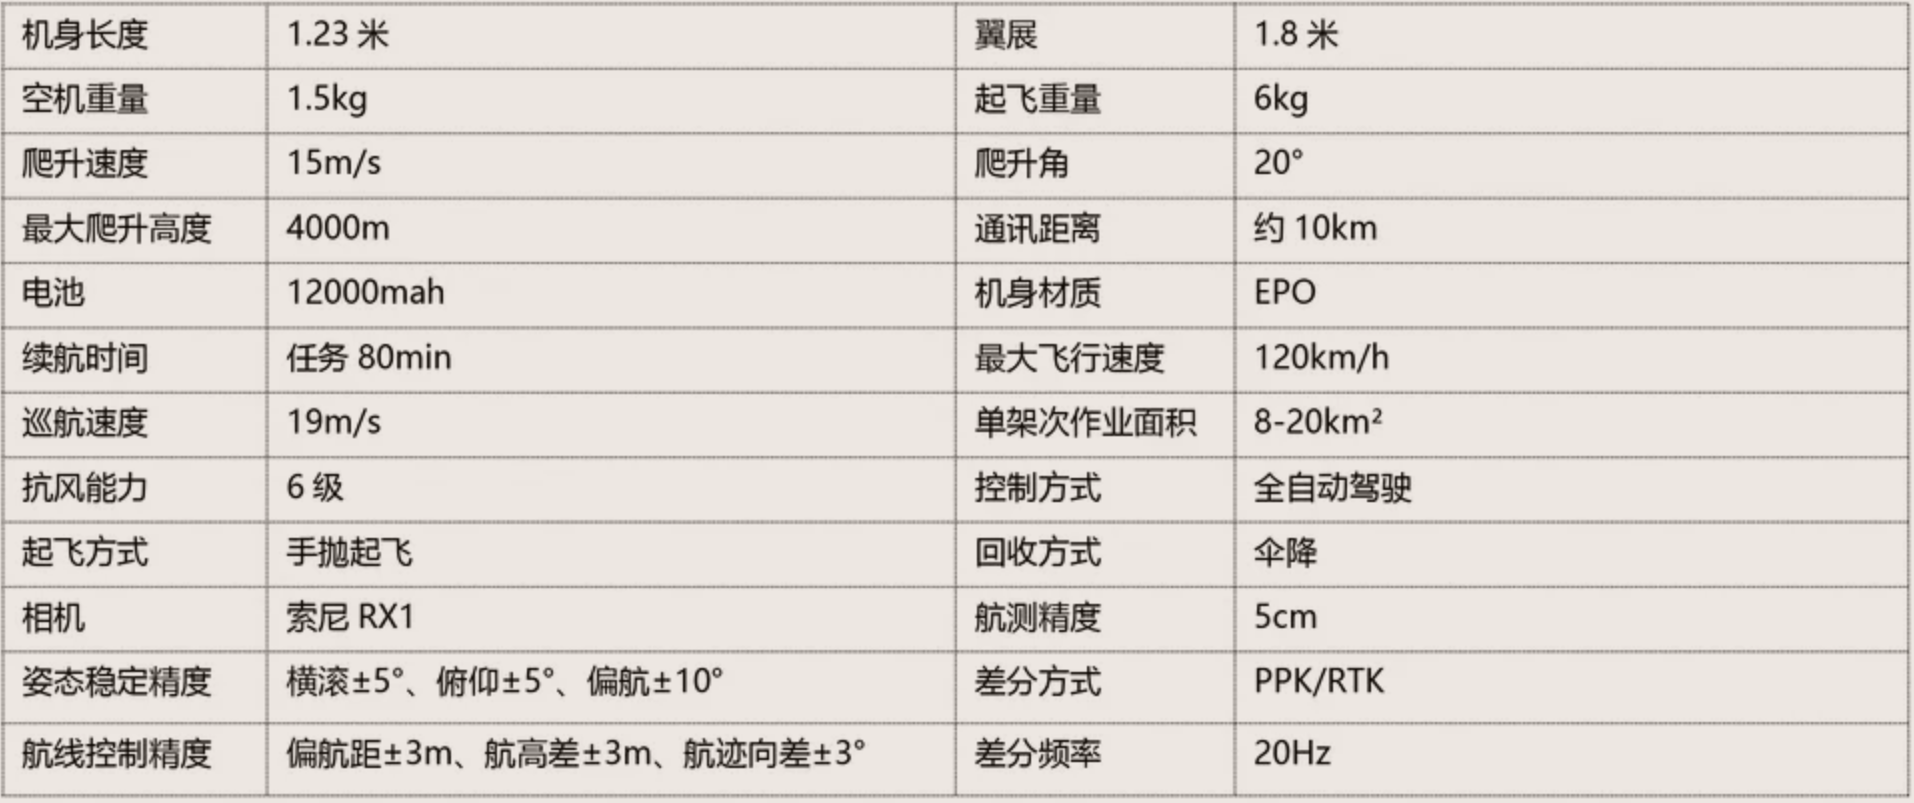 机身长度 1.23 米 翼展 1.8 米
空机重量 1.5kg 起飞重量 6kg
爬升速度 15m/s 爬升角 20°
最大爬升高度 4000m 通讯距离 约 10km
电池 12000mah 机身材质 EPO
续航时间 任务 80min 最大飞行速度 120km/h
巡航速度 19m/s 单架次作业面积 8-20km²
抗风能力 6 级 控制方式 全自动驾驶
起飞方式 手抛起飞 回收方式 伞降
相机 索尼 RX1 航测精度 5cm
姿态稳定精度 横滚±5°、俯仰±5°、偏航±10° 差分方式 PPK/RTK
航线控制精度 偏航距±3m、航高差±3m、航迹向差±3° 差分频率 20Hz